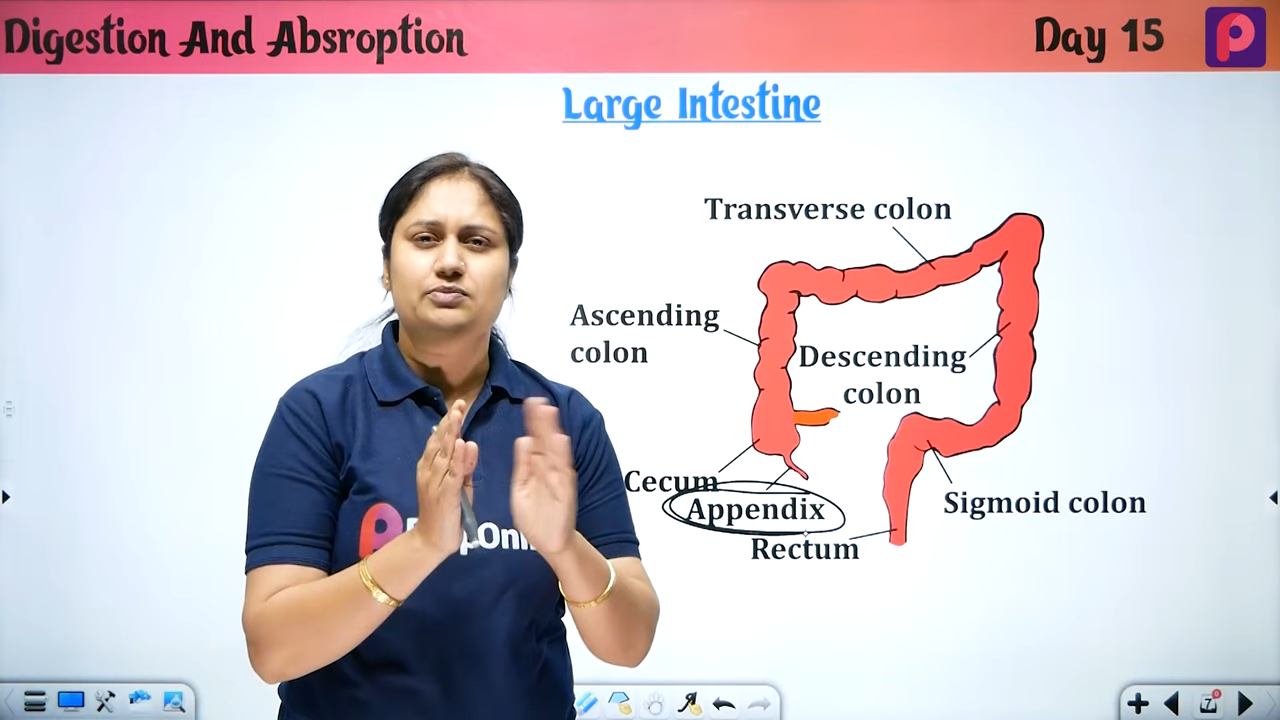 Digestion And Absroption
Day 15
Large Intestine
Transverse colon
Ascending
colon
Descending
colon
Cecum
Appendix
Sigmoid colon
Rectum